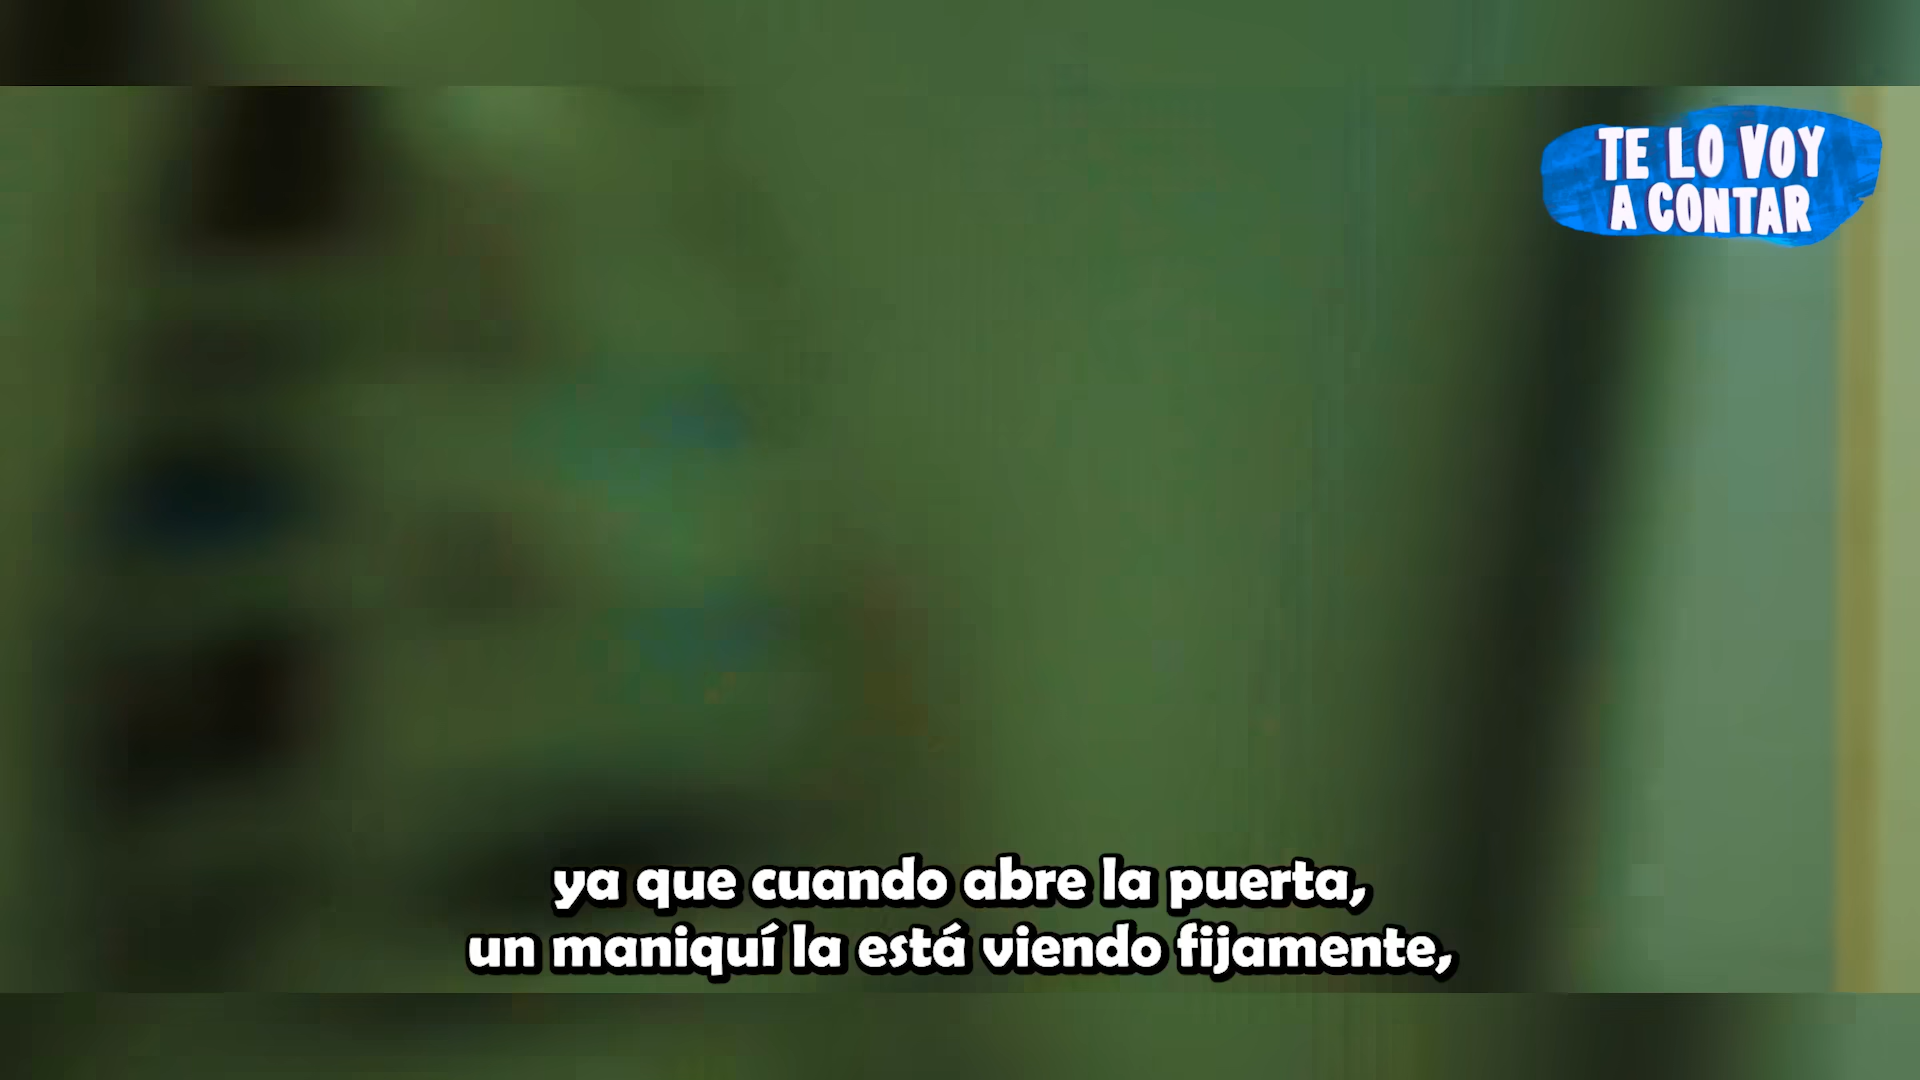 TE LO VOY
A CONTAR
ya que cuando abre la puerta,
un maniquí la está viendo fijamente,